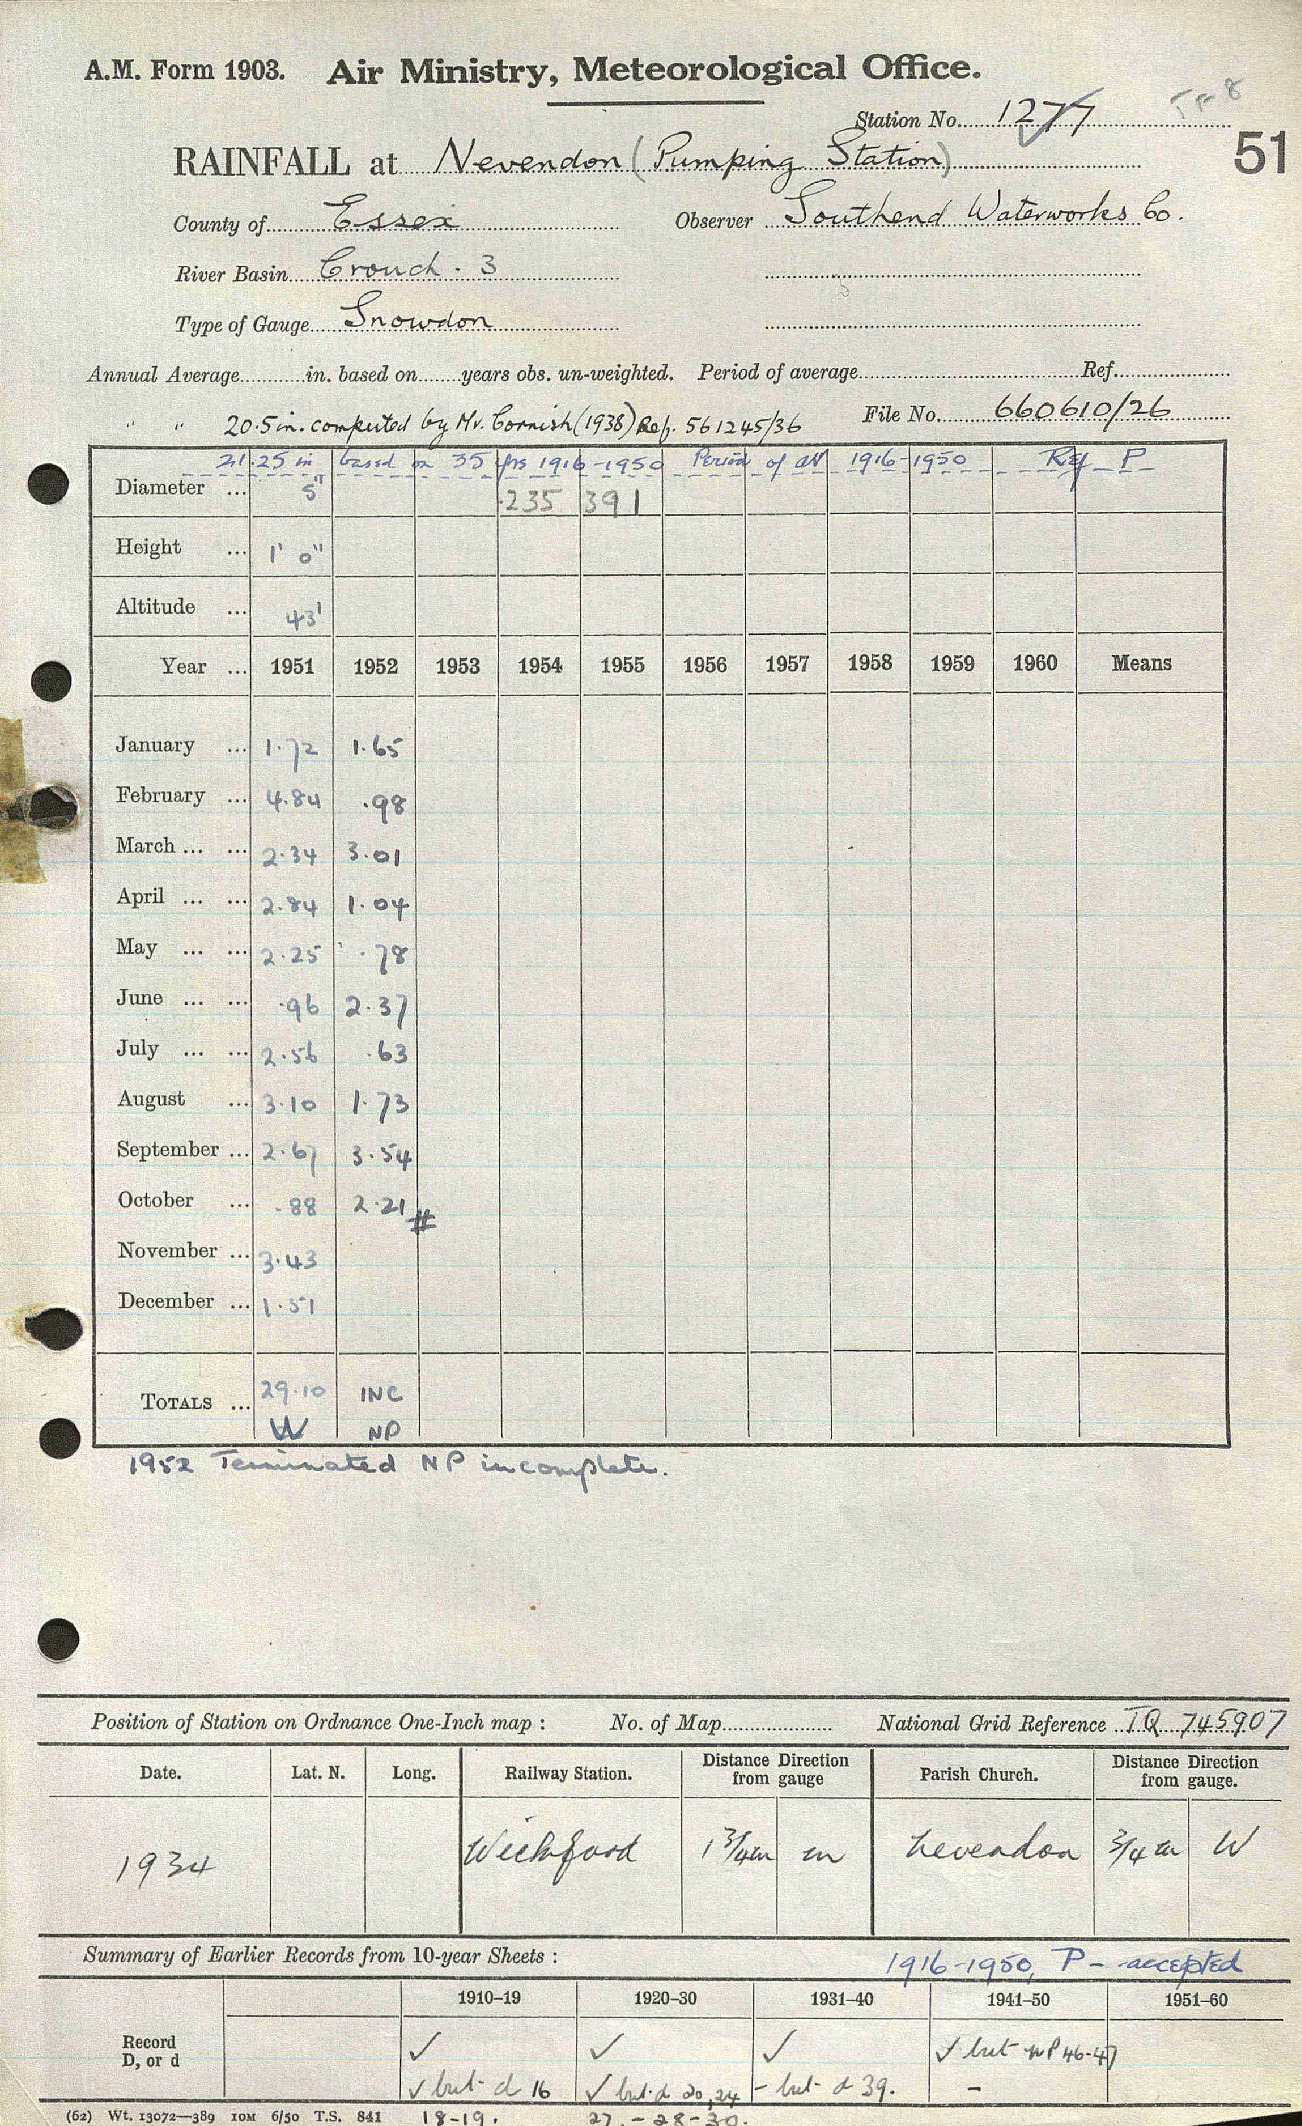 A.M. Form 1903. Air Ministry, Meteorological Office.
TF 8
Station No. 1277
51
RAINFALL at Nevendon (Pumping Station)
County of Essex Observer Southend Waterworks Co.
River Basin Crouch. 3
Type of Gauge Snowdon
Annual Average in. based on years obs. un-weighted. Period of average Ref.
" " 20.5 in. computed by Mr. Cornish (1938) Ref. 561245/36 File No. 660610/26
21.25 in based on 35 yrs 1916-1950 Period of av 1916-1950 Ref P
Diameter ... 5" 235 391
Height ... 1' 0"
Altitude ... 43'
Year ... 1951 1952 1953 1954 1955 1956 1957 1958 1959 1960 Means
January ... 1.72 1.65
February ... 4.84 .98
March ... ... 2.34 3.01
April ... ... 2.84 1.04
May ... ... 2.25 .78
June ... ... .96 2.37
July ... ... 2.56 .63
August ... 3.10 1.73
September ... 2.67 3.54
October ... .88 2.21 #
November ... 3.43
December ... 1.51
TOTALS ... 29.10 INC
W NP
1952 Terminated NP incomplete.
Position of Station on Ordnance One-Inch map : No. of Map National Grid Reference TQ 745907
Date. Lat. N. Long. Railway Station. Distance Direction from gauge Parish Church. Distance Direction from gauge.
1934 Wickford 1 3/4 m m Nevendon 3/4 m W
Summary of Earlier Records from 10-year Sheets : 1916-1950, P - accepted
1910-19 1920-30 1931-40 1941-50 1951-60
Record ✓ ✓ ✓ ✓ but NP 46-47
D, or d ✓ but d 16 ✓ but d 20, 24 - but d 39. -
(62) Wt. 13072—389 10M 6/50 T.S. 841 18-19. 27.-28-30.